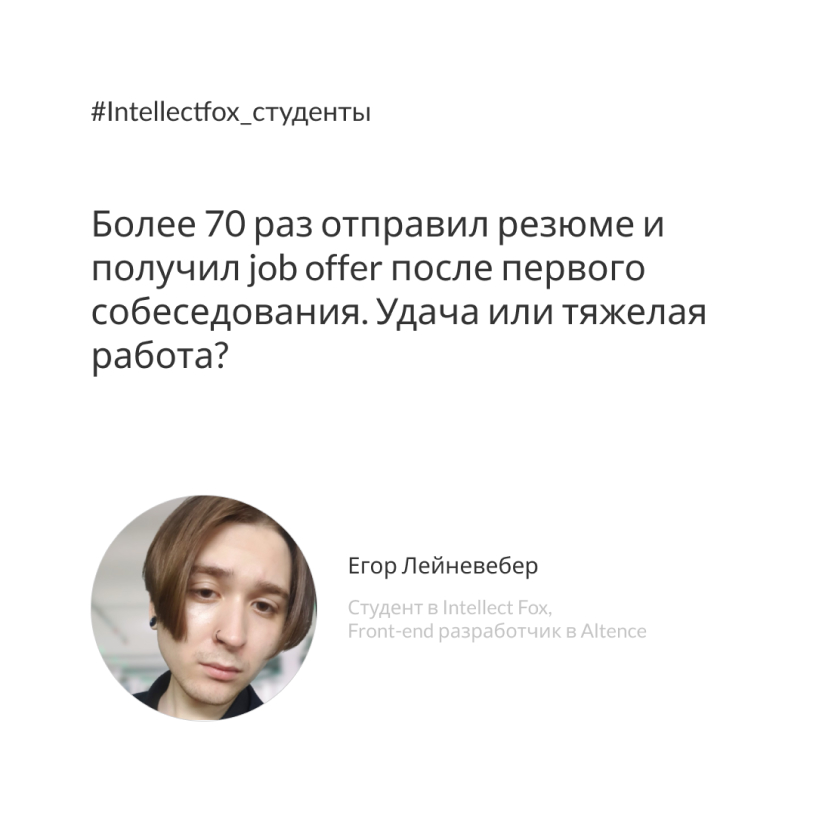 #Intellectfox_студенты
Более 70 раз отправил резюме и
получил job offer после первого
собеседования. Удача или тяжелая
работа?
Егор Лейневебер
Студент в Intellect Fox,
Front-end разработчик в Altence